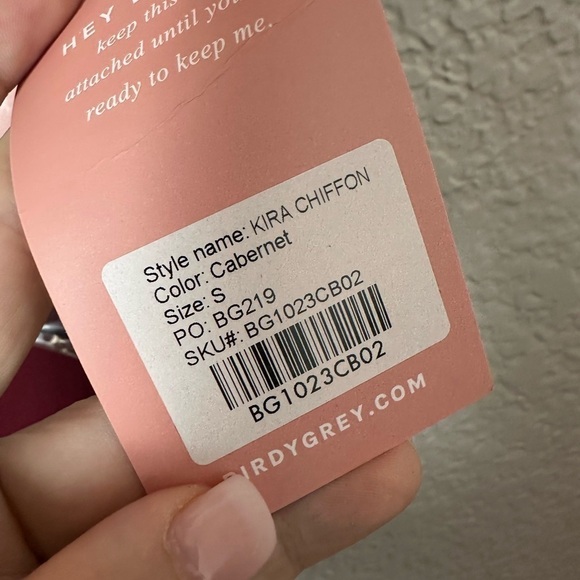 HEY
keep this
attached until you
ready to keep me.
Style name: KIRA CHIFFON
Color: Cabernet
Size: S
PO: BG219
SKU#: BG1023CB02
BG1023CB02
BIRDYGREY.COM